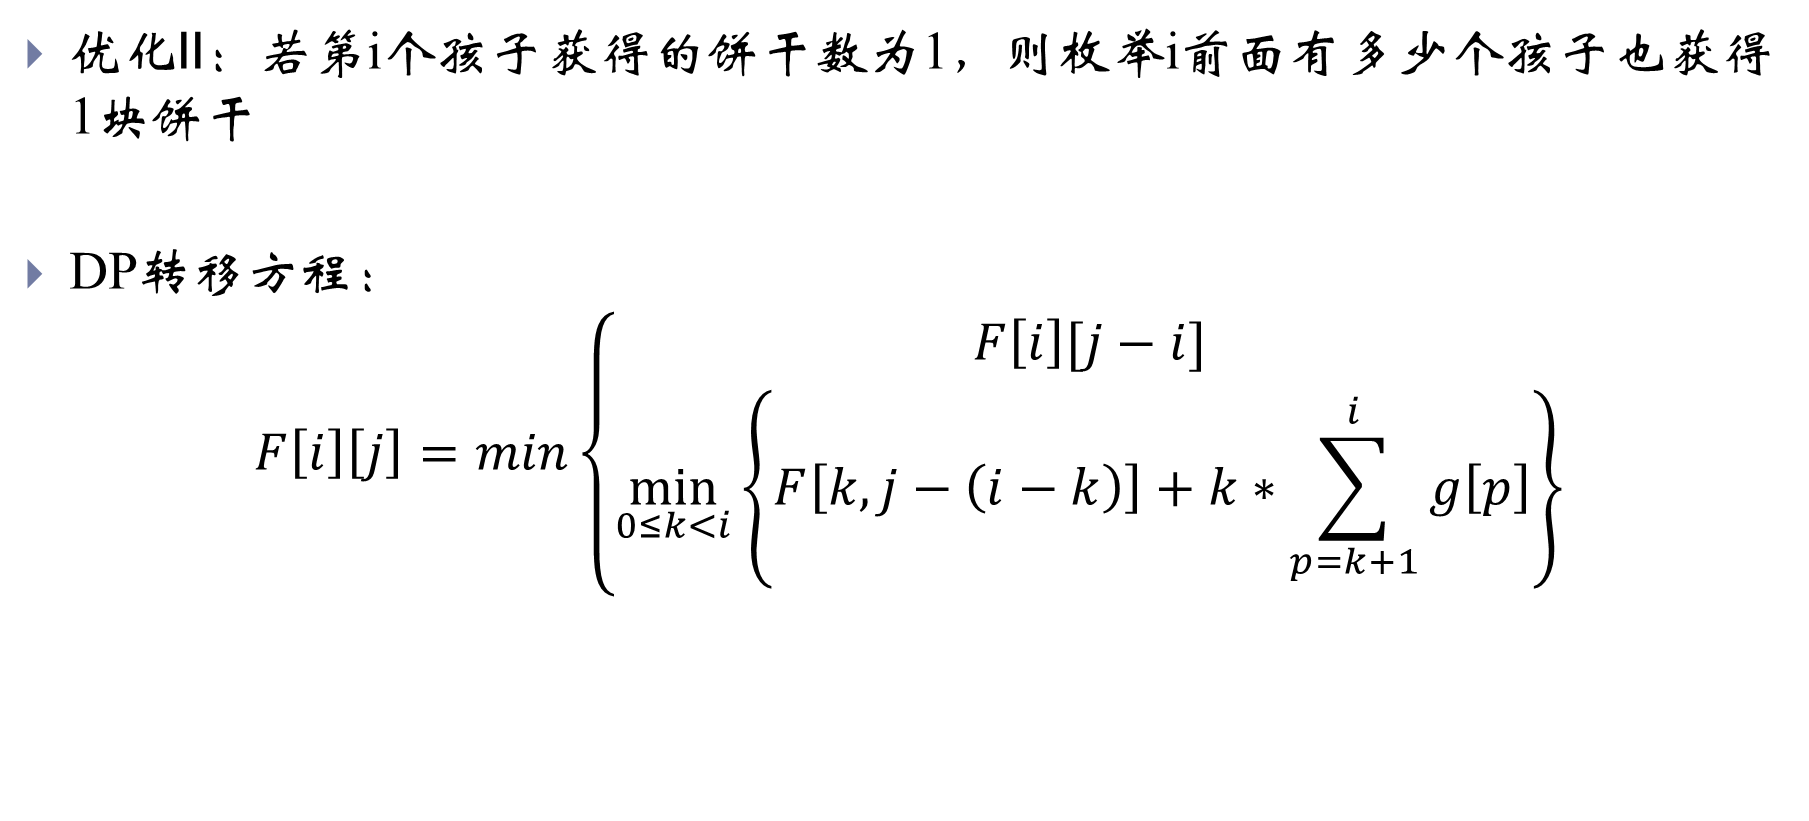 优化II：若第i个孩子获得的饼干数为1，则枚举i前面有多少个孩子也获得
1块饼干
DP转移方程：
F[i][j] = min { F[i][j − i]
min 0≤k<i { F[k, j − (i − k)] + k * ∑ i p=k+1 g[p] }